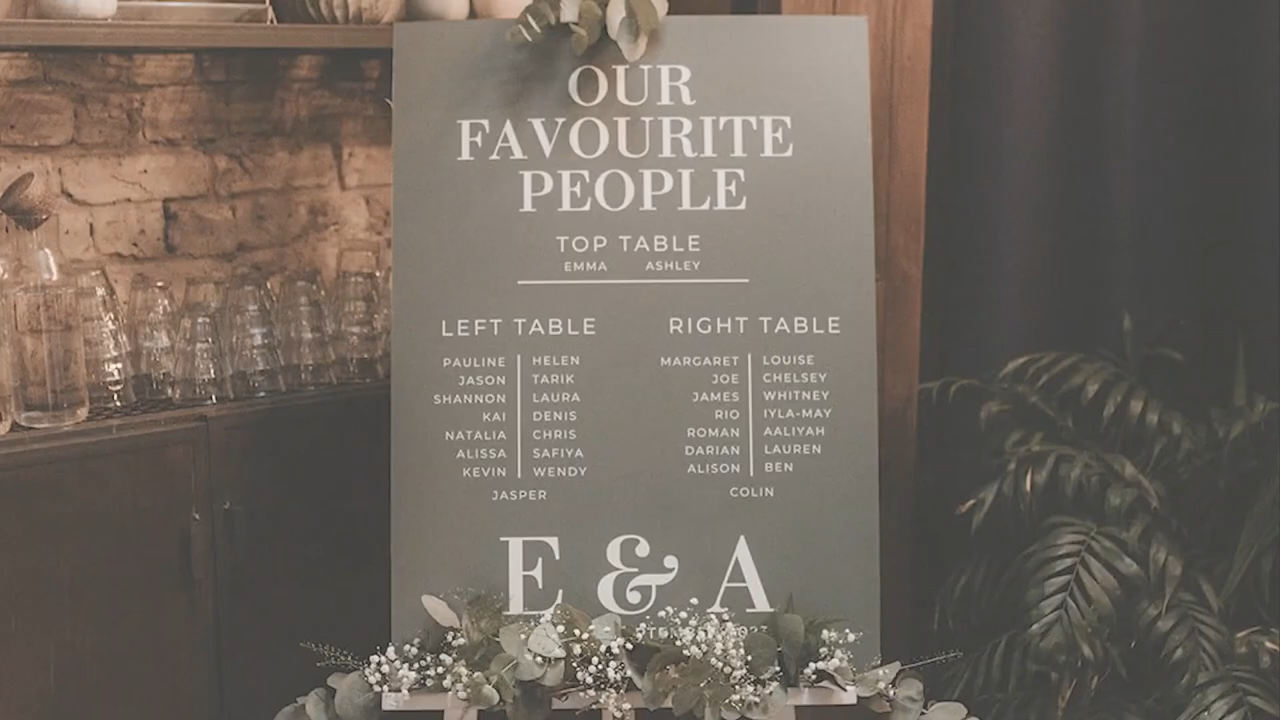 OUR
FAVOURITE
PEOPLE
TOP TABLE
EMMA ASHLEY
LEFT TABLE
PAULINE HELEN
JASON TARIK
SHANNON LAURA
KAI DENIS
NATALIA CHRIS
ALISSA SAFIYA
KEVIN WENDY
JASPER
RIGHT TABLE
MARGARET LOUISE
JOE CHELSEY
JAMES WHITNEY
RIO IYLA-MAY
ROMAN AALIYAH
DARIAN LAUREN
ALISON BEN
COLIN
E & A